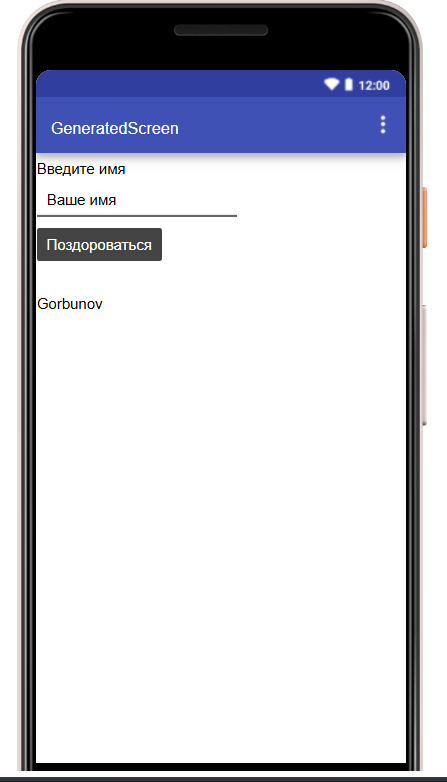 12:00
GeneratedScreen
Введите имя
Ваше имя
Поздороваться
Gorbunov